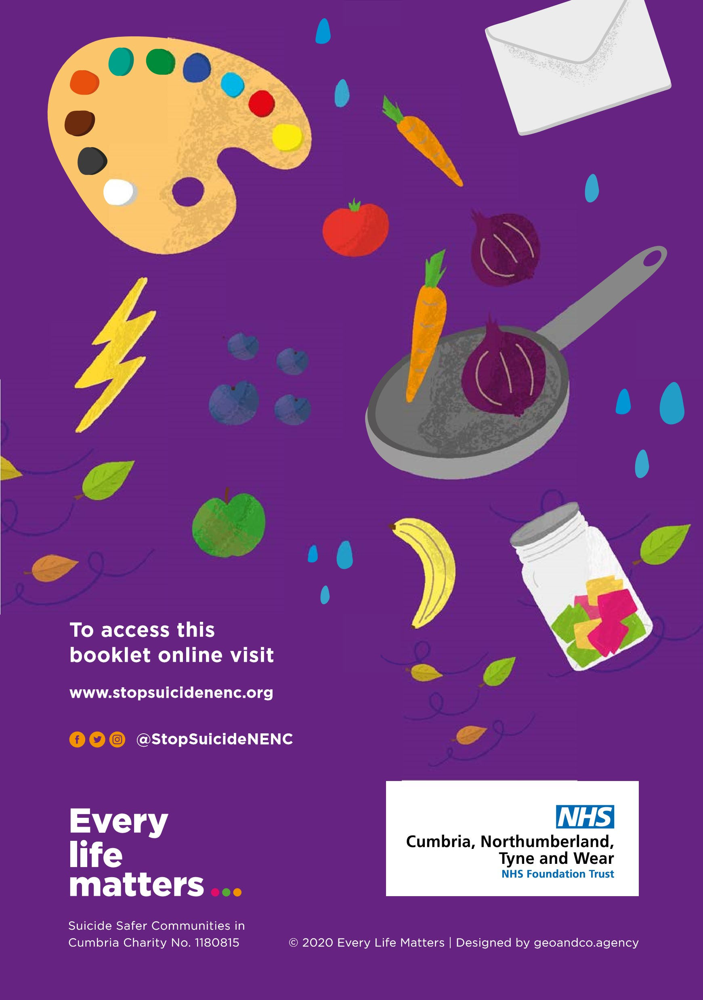 To access this
booklet online visit
www.stopsuicidenenc.org
@StopSuicideNENC
Every
life
matters...
Suicide Safer Communities in
Cumbria Charity No. 1180815
NHS
Cumbria, Northumberland,
Tyne and Wear
NHS Foundation Trust
© 2020 Every Life Matters | Designed by geoandco.agency